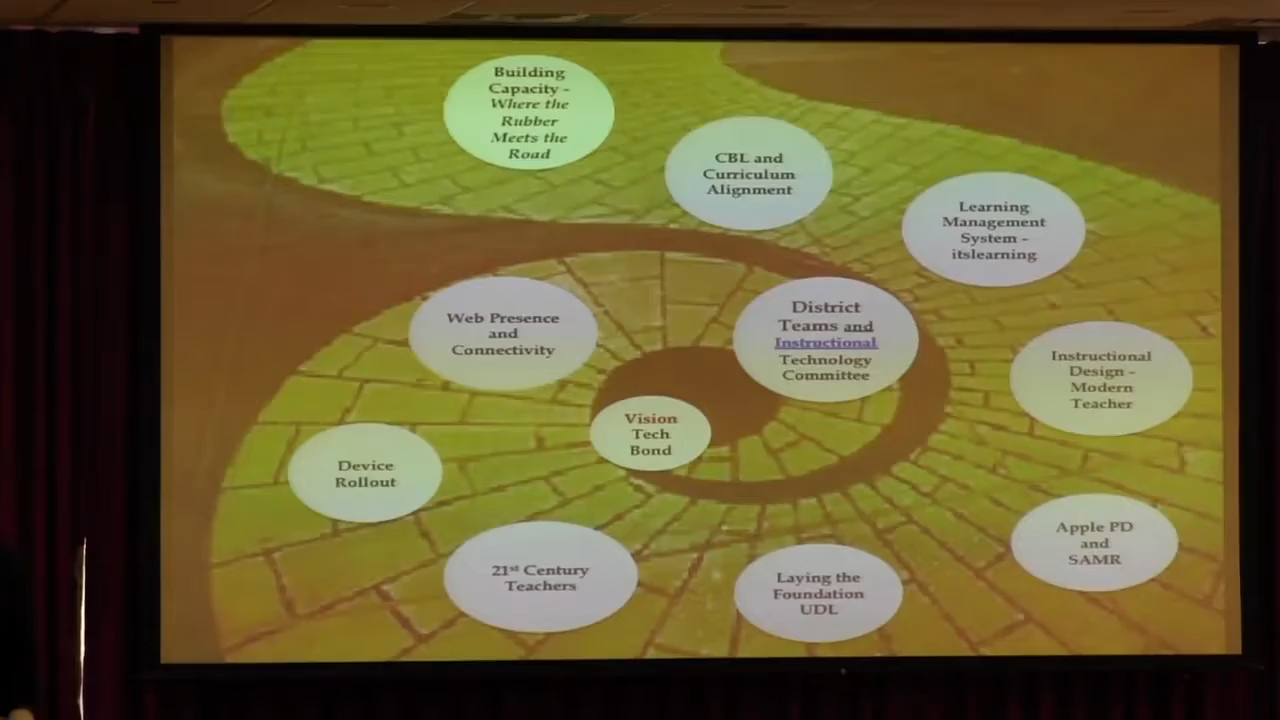 Building
Capacity -
Where the
Rubber
Meets the
Road
CBL and
Curriculum
Alignment
Learning
Management
System -
itslearning
Web Presence
and
Connectivity
District
Teams and
Instructional
Technology
Committee
Instructional
Design -
Modern
Teacher
Vision
Tech
Bond
Device
Rollout
21st Century
Teachers
Laying the
Foundation
UDL
Apple PD
and
SAMR